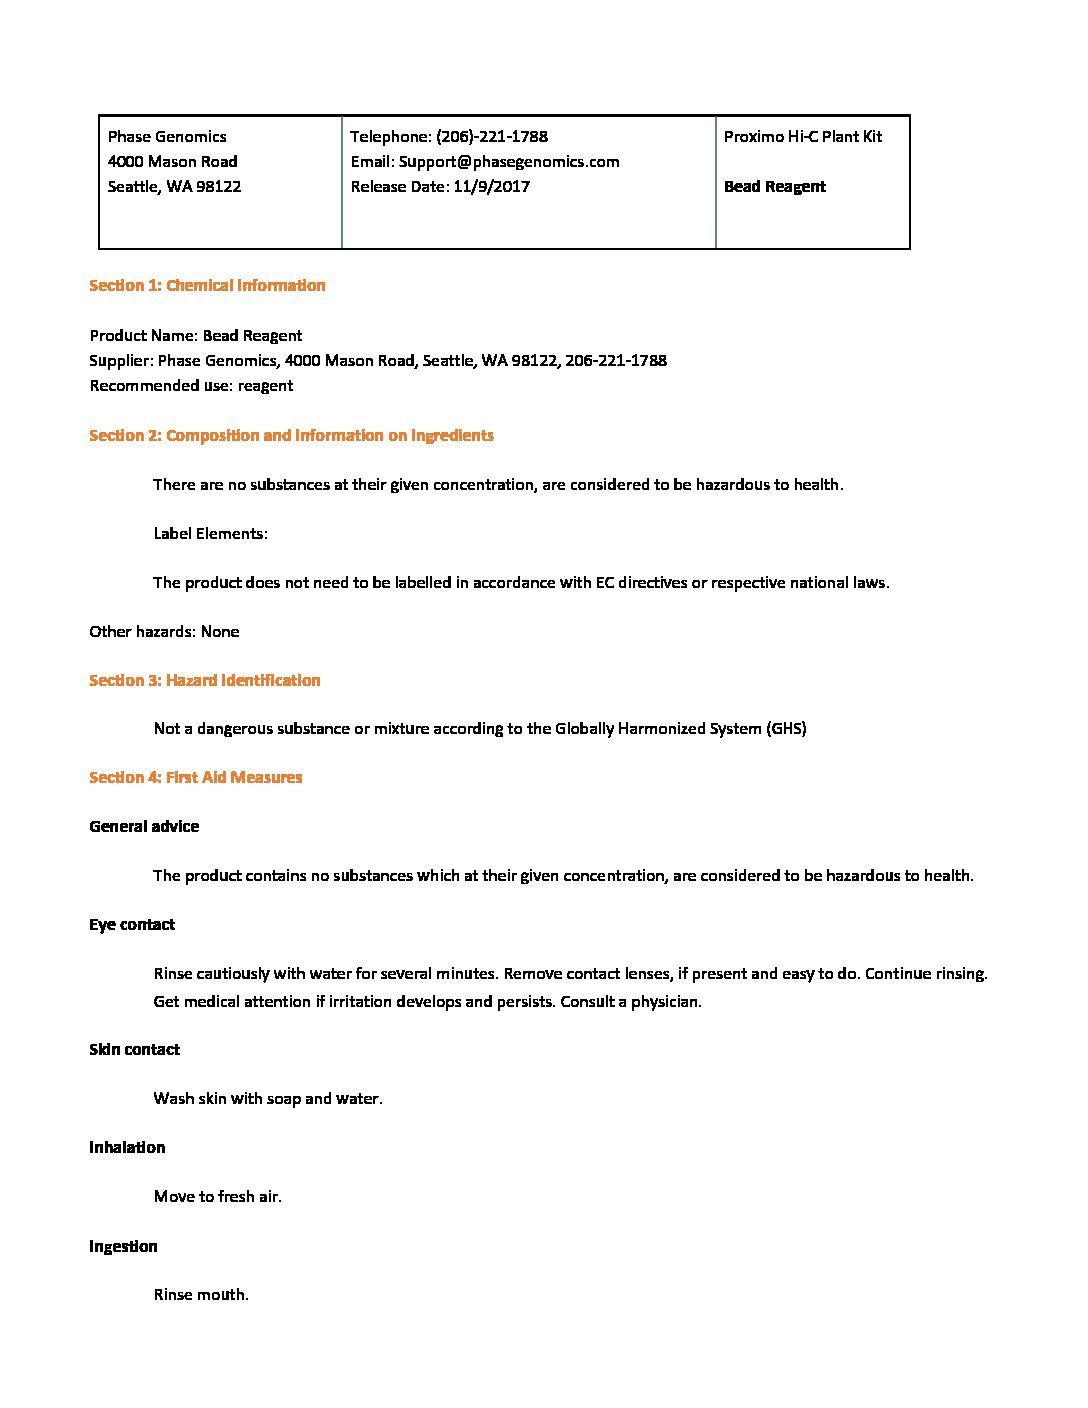 Phase Genomics
4000 Mason Road
Seattle, WA 98122
Telephone: (206)-221-1788
Email: Support@phasegenomics.com
Release Date: 11/9/2017
Proximo Hi-C Plant Kit
Bead Reagent
Section 1: Chemical Information
Product Name: Bead Reagent
Supplier: Phase Genomics, 4000 Mason Road, Seattle, WA 98122, 206-221-1788
Recommended use: reagent
Section 2: Composition and Information on Ingredients
There are no substances at their given concentration, are considered to be hazardous to health.
Label Elements:
The product does not need to be labelled in accordance with EC directives or respective national laws.
Other hazards: None
Section 3: Hazard Identification
Not a dangerous substance or mixture according to the Globally Harmonized System (GHS)
Section 4: First Aid Measures
General advice
The product contains no substances which at their given concentration, are considered to be hazardous to health.
Eye contact
Rinse cautiously with water for several minutes. Remove contact lenses, if present and easy to do. Continue rinsing.
Get medical attention if irritation develops and persists. Consult a physician.
Skin contact
Wash skin with soap and water.
Inhalation
Move to fresh air.
Ingestion
Rinse mouth.